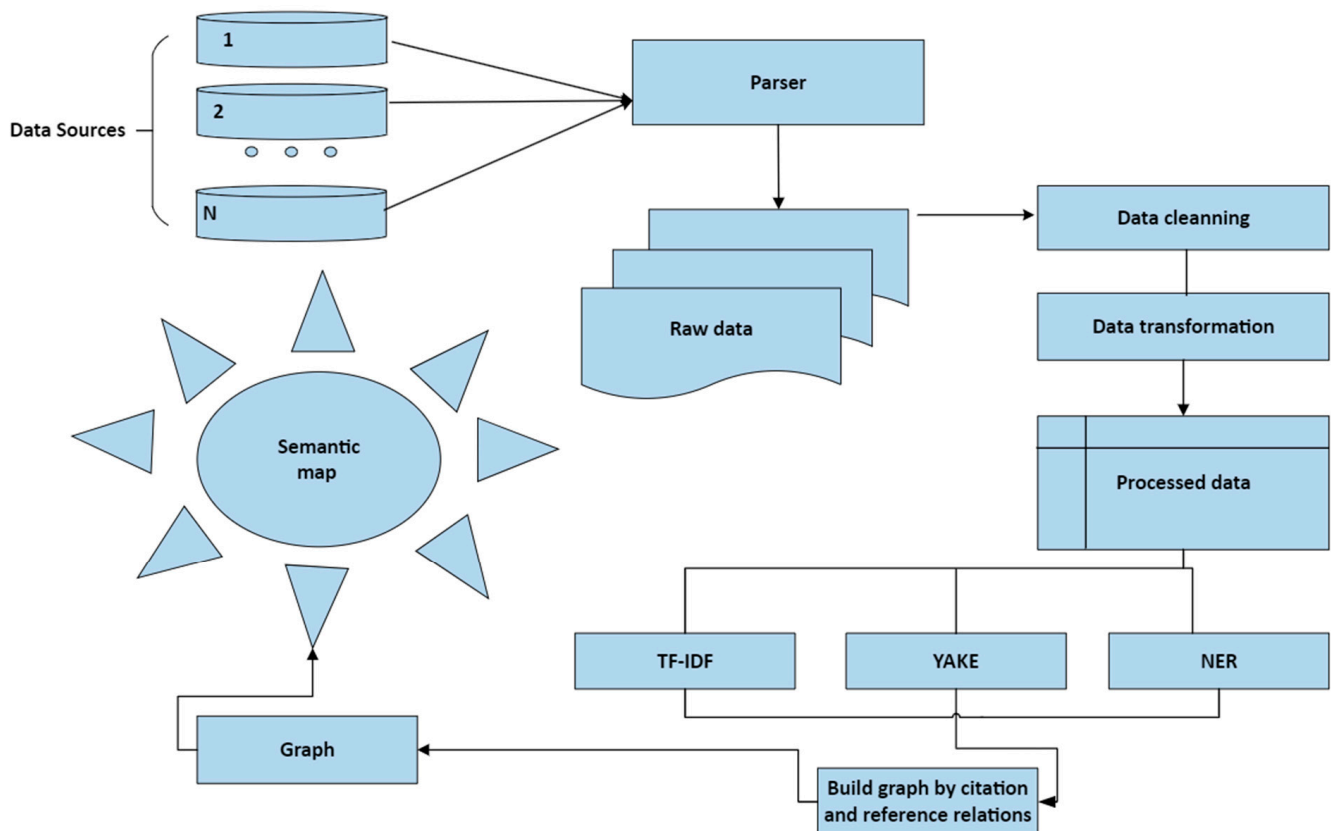 1
2
N
Data Sources
Parser
Raw data
Data cleanning
Data transformation
Processed data
TF-IDF
YAKE
NER
Build graph by citation
and reference relations
Graph
Semantic
map